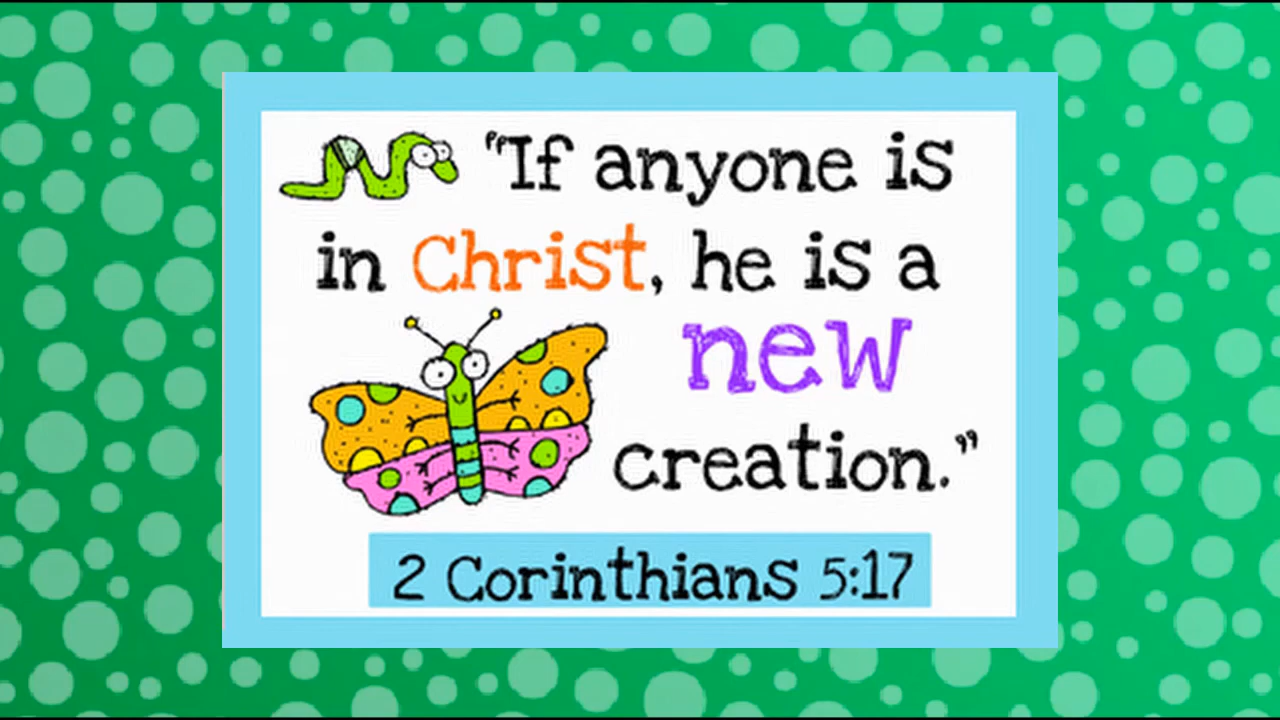 "If anyone is
in Christ, he is a
new
creation."
2 Corinthians 5:17